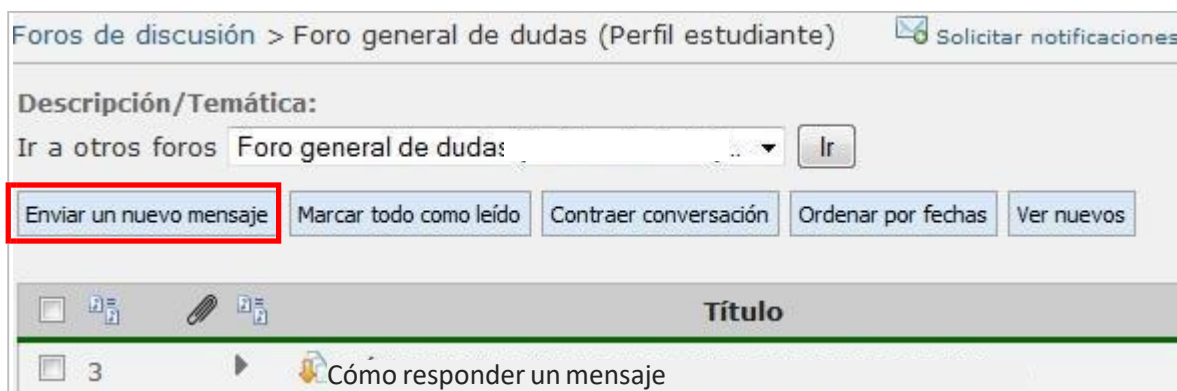 Foros de discusión > Foro general de dudas (Perfil estudiante) Solicitar notificaciones
Descripción/Temática:
Ir a otros foros Foro general de dudas .. Ir
Enviar un nuevo mensaje Marcar todo como leído Contraer conversación Ordenar por fechas Ver nuevos
Título
3 Cómo responder un mensaje